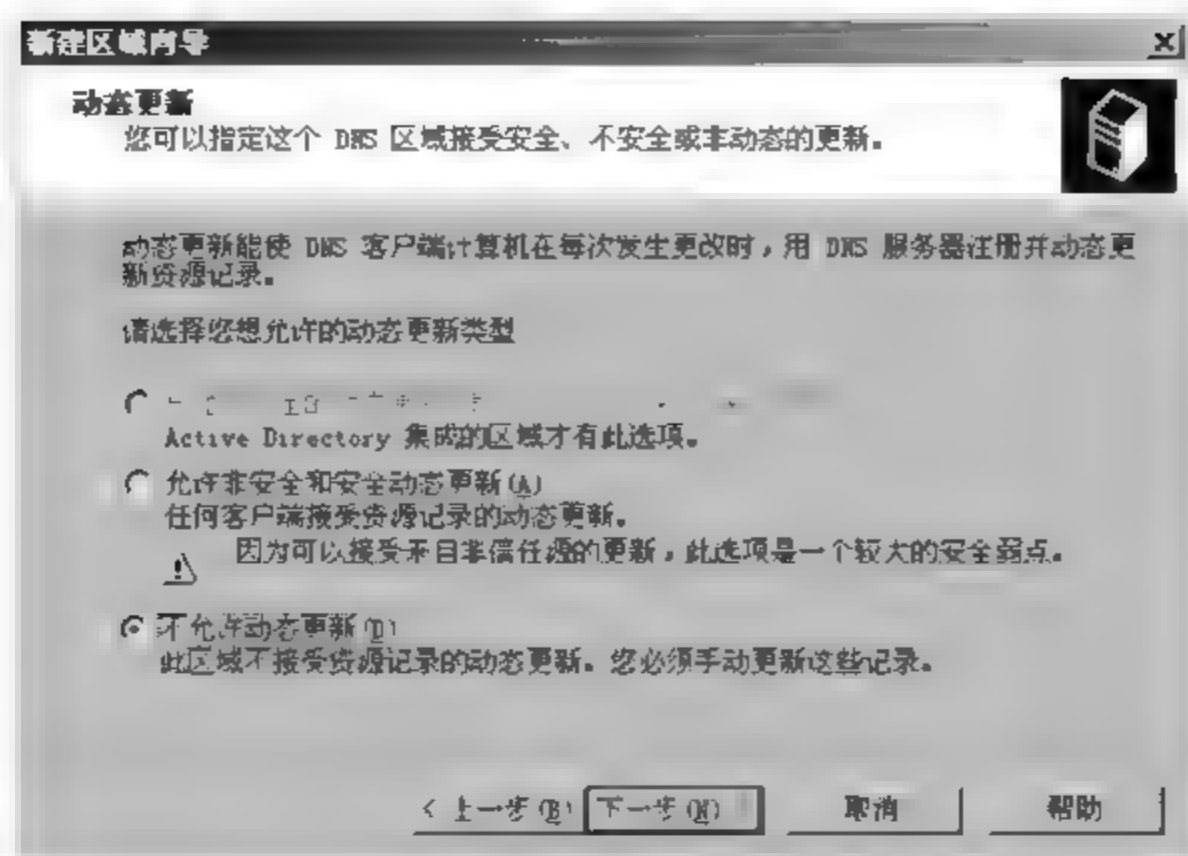 新建区域向导
动态更新
您可以指定这个 DNS 区域接受安全、不安全或非动态的更新。
动态更新能使 DNS 客户端计算机在每次发生更改时，用 DNS 服务器注册并动态更
新资源记录。
请选择您想允许的动态更新类型
Active Directory 集成的区域才有此选项。
允许非安全和安全动态更新(A)
任何客户端接受资源记录的动态更新。
因为可以接受来自非信任源的更新，此选项是一个较大的安全弱点。
不允许动态更新(D)
此区域不接受资源记录的动态更新。您必须手动更新这些记录。
< 上一步(B) 下一步(N) 取消 帮助